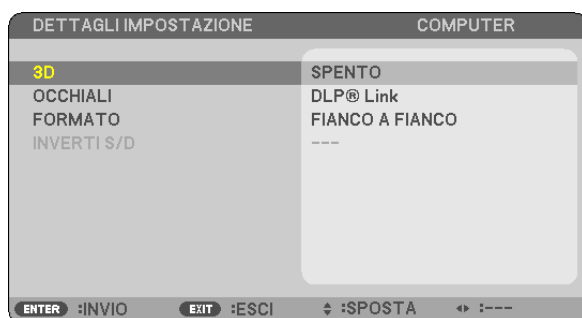 DETTAGLI IMPOSTAZIONE COMPUTER
3D SPENTO
OCCHIALI DLP® Link
FORMATO FIANCO A FIANCO
INVERTI S/D ---
ENTER :INVIO EXIT :ESCI :SPOSTA :---